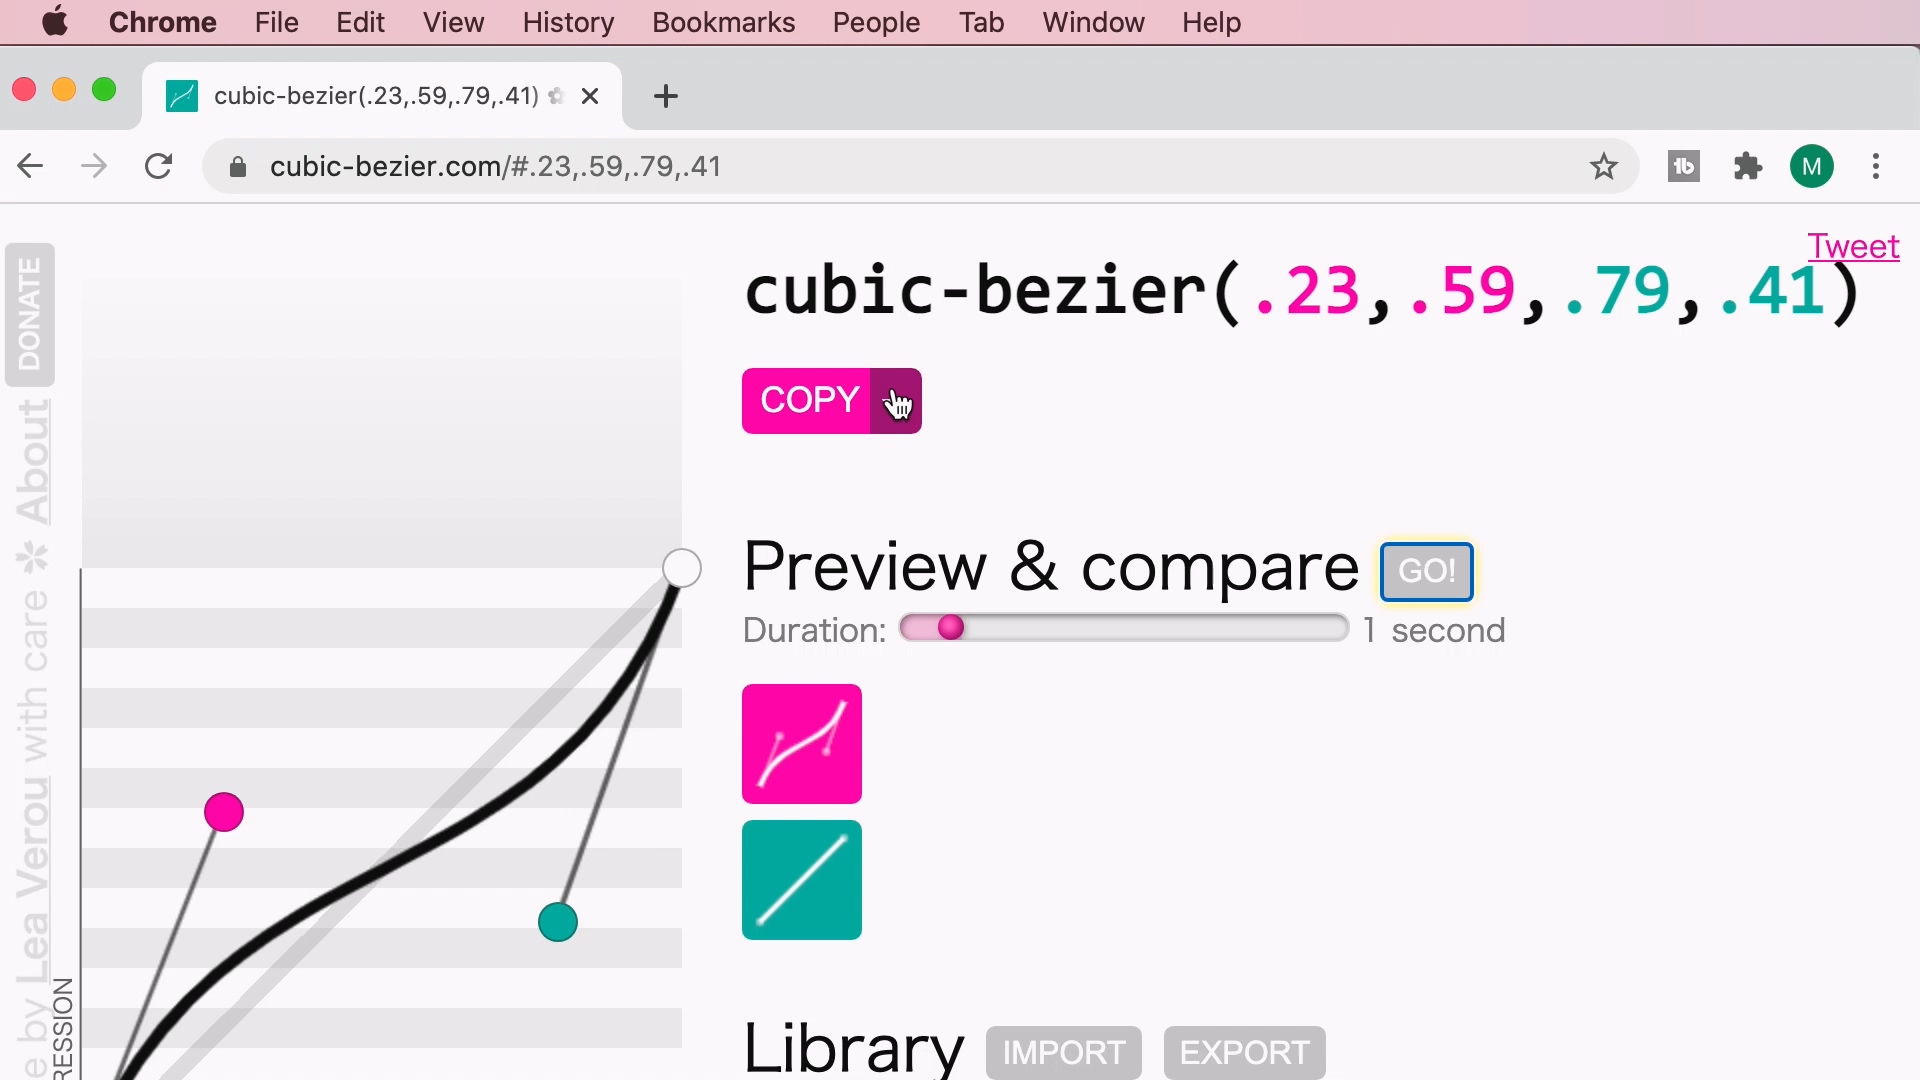 Chrome File Edit View History Bookmarks People Tab Window Help
cubic-bezier(.23,.59,.79,.41)
cubic-bezier.com/#.23,.59,.79,.41
M
Tweet
cubic-bezier(.23,.59,.79,.41)
COPY
Preview & compare GO!
Duration: 1 second
Library IMPORT EXPORT
DONATE
e by Lea Verou with care ✽ About
RESSION